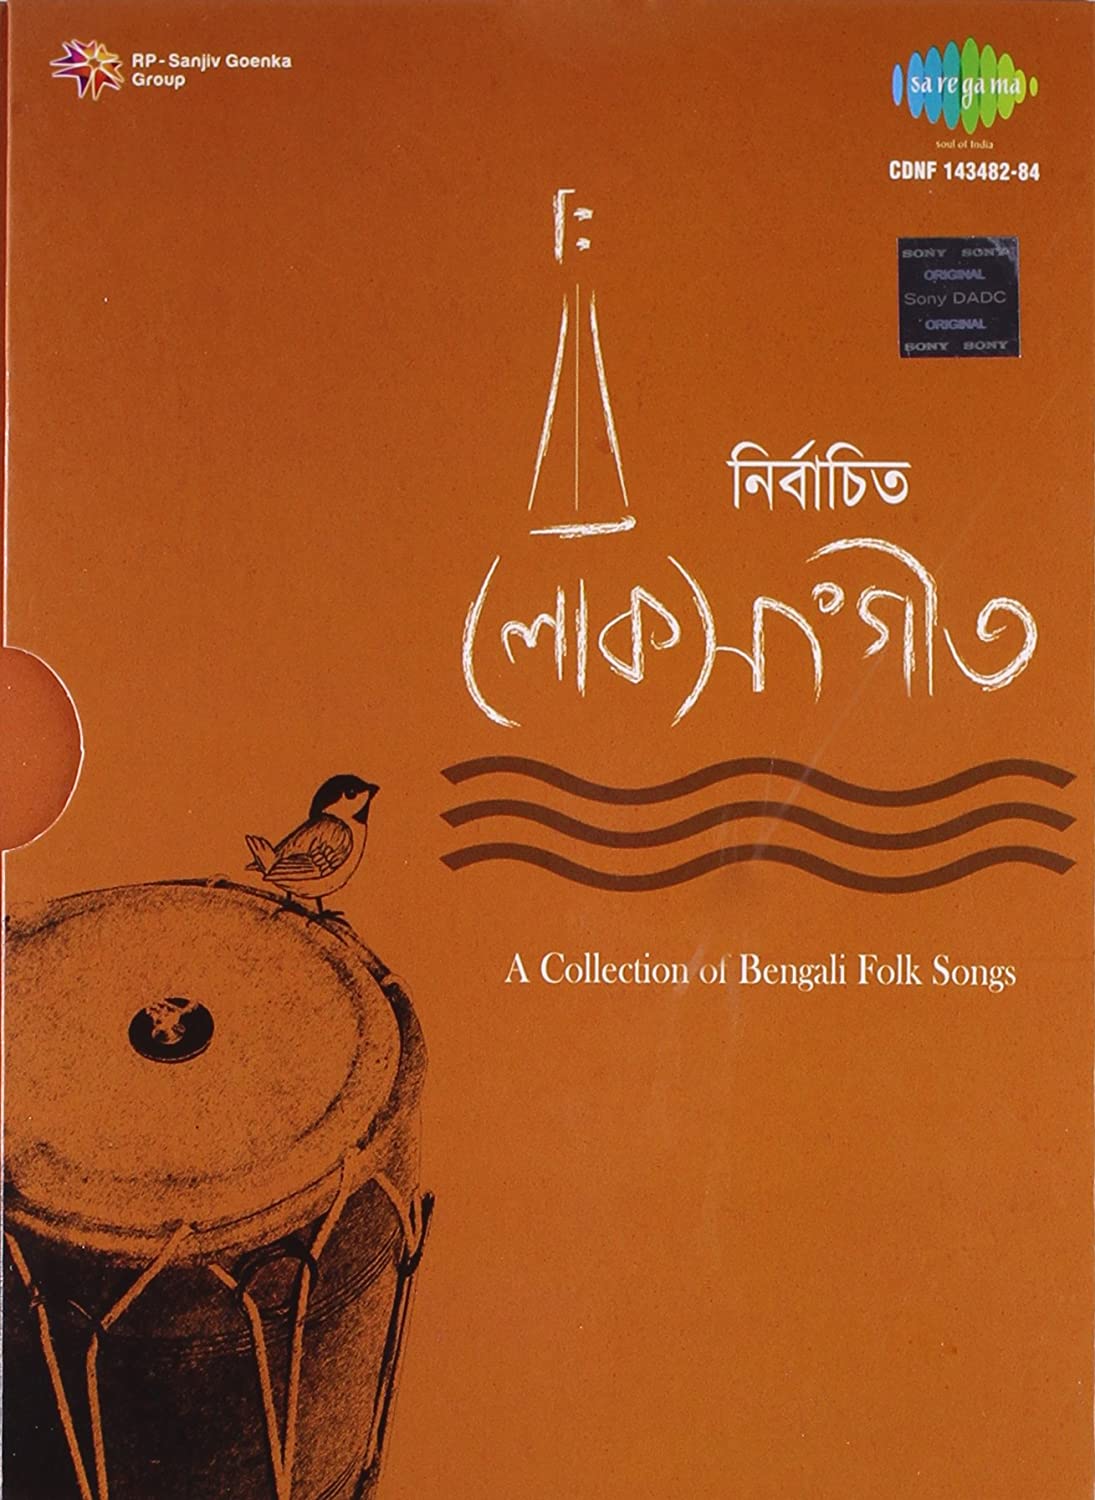 RP-Sanjiv Goenka
Group
sa re ga ma
Soul of India
CDNF 143482-84
SONY SONY
ORIGINAL
Sony DADC
ORIGINAL
SONY SONY
নির্বাচিত
লোকসংগীত
A Collection of Bengali Folk Songs